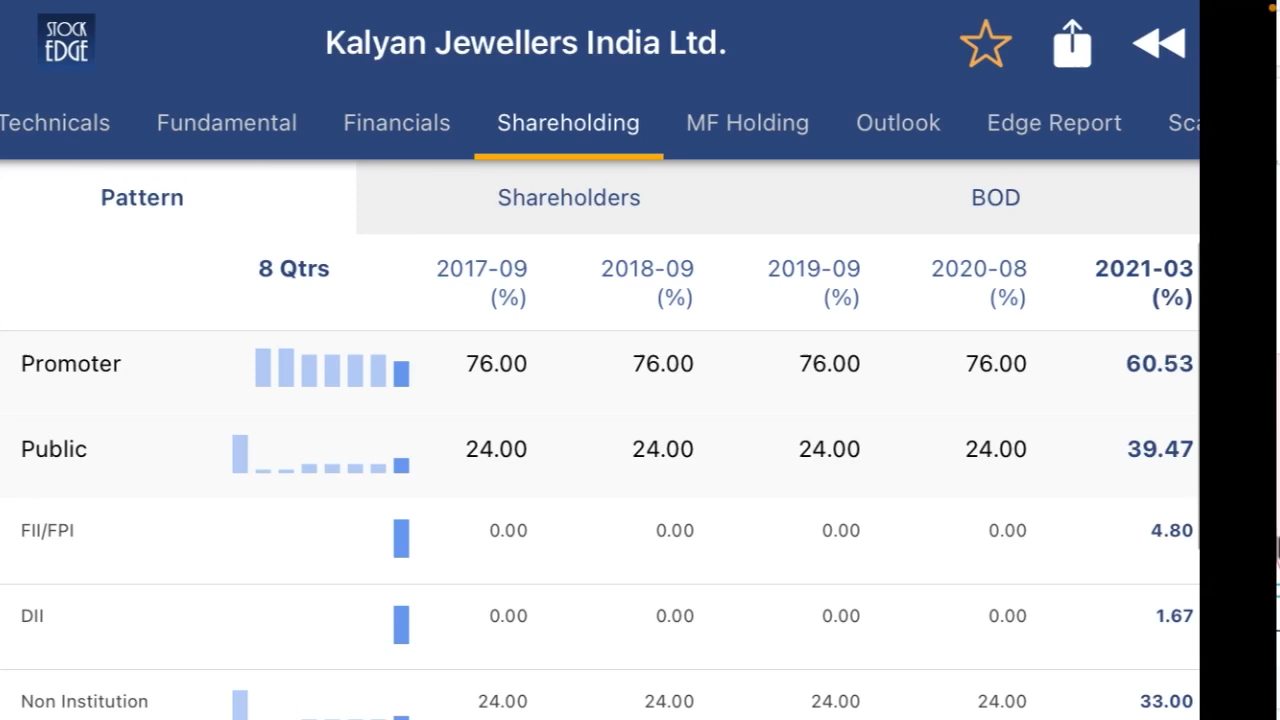 STOCK
EDGE
Kalyan Jewellers India Ltd.
Technicals Fundamental Financials Shareholding MF Holding Outlook Edge Report Sca
Pattern Shareholders BOD
8 Qtrs 2017-09 2018-09 2019-09 2020-08 2021-03
(%) (%) (%) (%) (%)
Promoter 76.00 76.00 76.00 76.00 60.53
Public 24.00 24.00 24.00 24.00 39.47
FII/FPI 0.00 0.00 0.00 0.00 4.80
DII 0.00 0.00 0.00 0.00 1.67
Non Institution 24.00 24.00 24.00 24.00 33.00